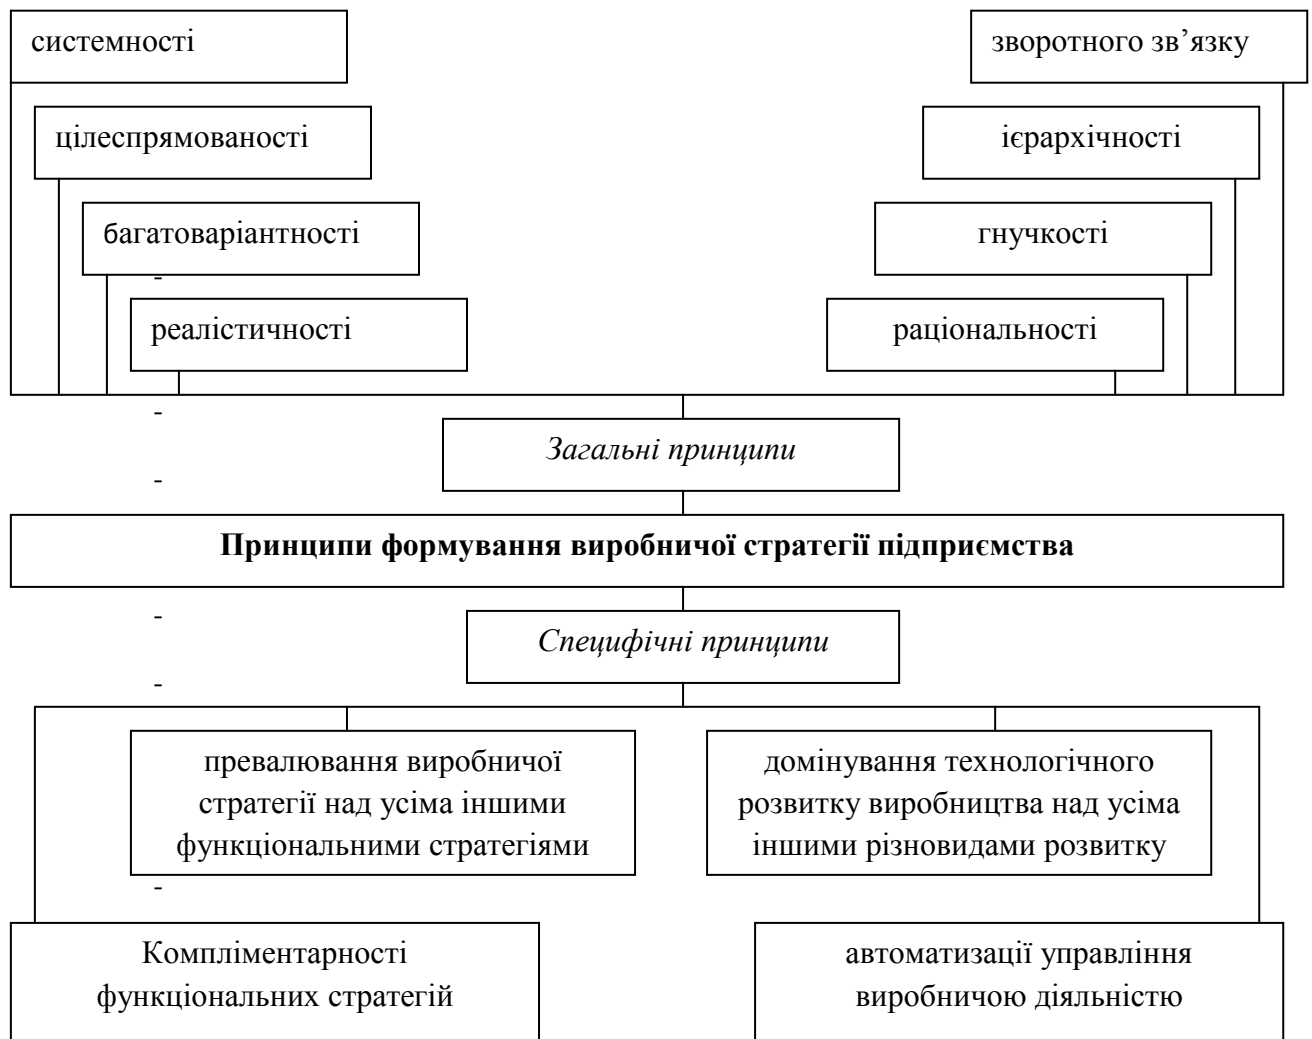 системності
зворотного зв’язку
цілеспрямованості
ієрархічності
багатоваріантності
гнучкості
-
реалістичності
раціональності
-
Загальні принципи
-
Принципи формування виробничої стратегії підприємства
-
Специфічні принципи
-
превалювання виробничої
стратегії над усіма іншими
функціональними стратегіями
домінування технологічного
розвитку виробництва над усіма
іншими різновидами розвитку
-
Компліментарності
функціональних стратегій
автоматизації управління
виробничою діяльністю